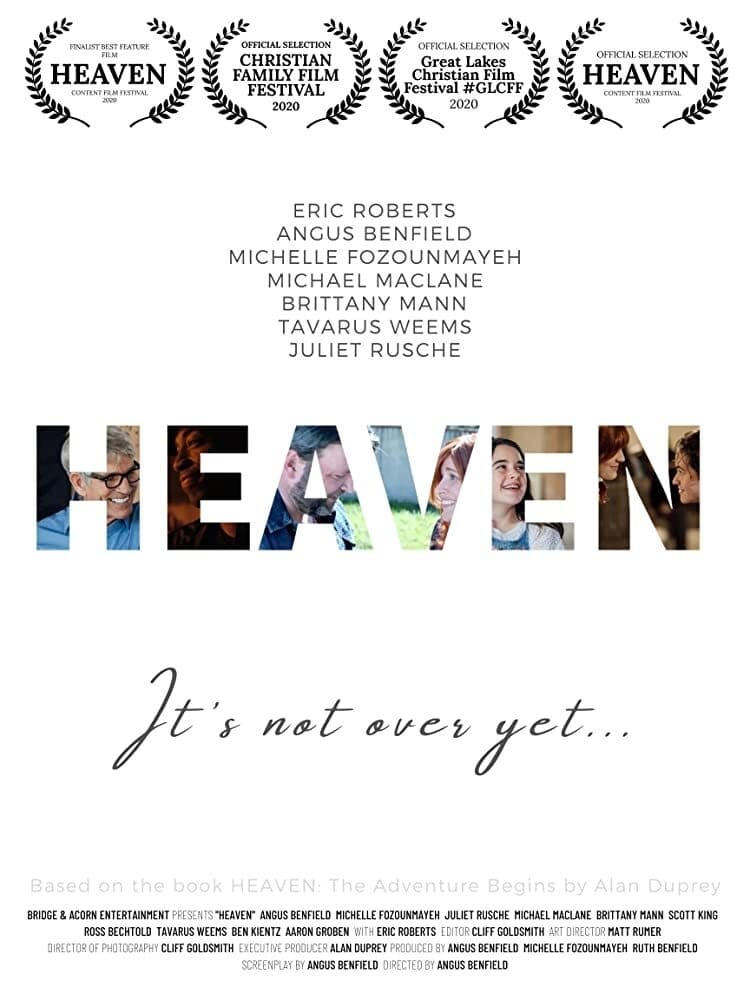 FINALIST BEST FEATURE
FILM
HEAVEN
CONTENT FILM FESTIVAL
2020
OFFICIAL SELECTION
CHRISTIAN
FAMILY FILM
FESTIVAL
2020
OFFICIAL SELECTION
Great Lakes
Christian Film
Festival #GLCFF
2020
OFFICIAL SELECTION
HEAVEN
CONTENT FILM FESTIVAL
2020
ERIC ROBERTS
ANGUS BENFIELD
MICHELLE FOZOUNMAYEH
MICHAEL MACLANE
BRITTANY MANN
TAVARUS WEEMS
JULIET RUSCHE
HEAVEN
It's not over yet...
Based on the book HEAVEN: The Adventure Begins by Alan Duprey
BRIDGE & ACORN ENTERTAINMENT PRESENTS "HEAVEN" ANGUS BENFIELD MICHELLE FOZOUNMAYEH JULIET RUSCHE MICHAEL MACLANE BRITTANY MANN SCOTT KING
ROSS BECHTOLD TAVARUS WEEMS BEN KIENTZ AARON GROBEN WITH ERIC ROBERTS EDITOR CLIFF GOLDSMITH ART DIRECTOR MATT RUMER
DIRECTOR OF PHOTOGRAPHY CLIFF GOLDSMITH EXECUTIVE PRODUCER ALAN DUPREY PRODUCED BY ANGUS BENFIELD MICHELLE FOZOUNMAYEH RUTH BENFIELD
SCREENPLAY BY ANGUS BENFIELD DIRECTED BY ANGUS BENFIELD